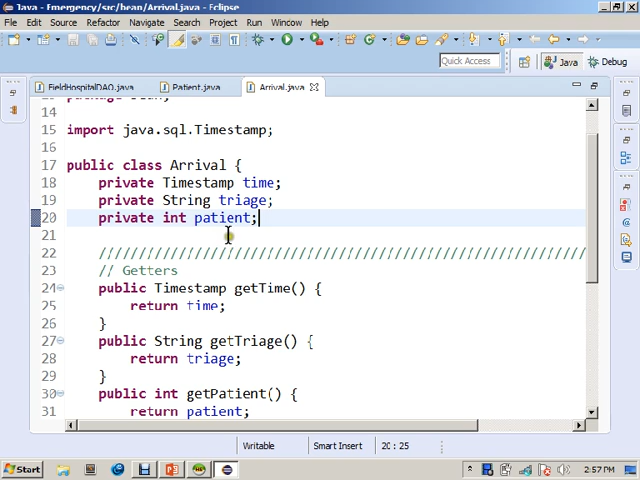 Java - Emergency/src/bean/Arrival.java - Eclipse
File Edit Source Refactor Navigate Search Project Run Window Help
Quick Access
Java
Debug
FieldHospitalDAO.java
Patient.java
Arrival.java
14
15 import java.sql.Timestamp;
16
17 public class Arrival {
18 private Timestamp time;
19 private String triage;
20 private int patient;
21
22 /////////////////////////////////////////////////////////////
23 // Getters
24 public Timestamp getTime() {
25 return time;
26 }
27 public String getTriage() {
28 return triage;
29 }
30 public int getPatient() {
31 return patient;
Writable
Smart Insert
20 : 25
Start
2:57 PM